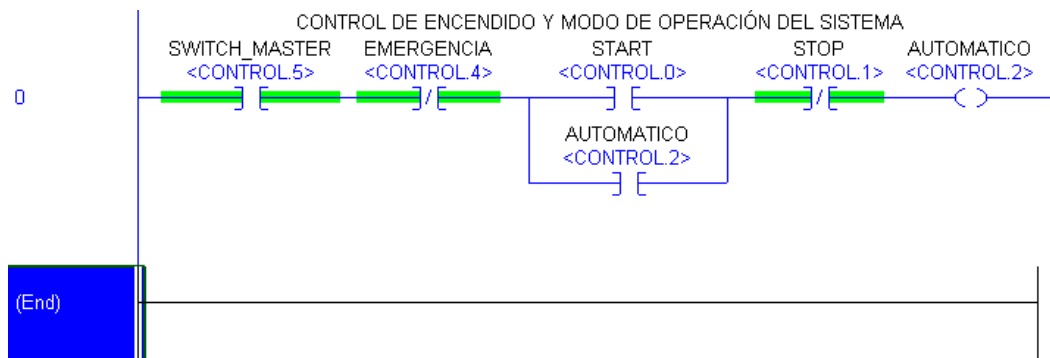 CONTROL DE ENCENDIDO Y MODO DE OPERACIÓN DEL SISTEMA
SWITCH_MASTER EMERGENCIA START STOP AUTOMATICO
<CONTROL.5> <CONTROL.4> <CONTROL.0> <CONTROL.1> <CONTROL.2>
0
AUTOMATICO
<CONTROL.2>
(End)